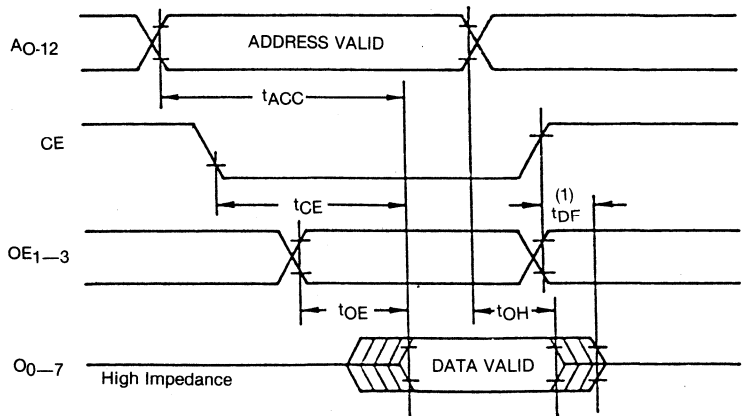 A0-12
ADDRESS VALID
tACC
CE
tCE
(1)
tDF
OE1—3
tOE
tOH
O0—7
High Impedance
DATA VALID